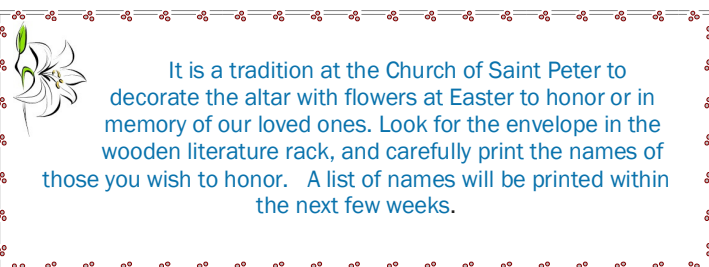 It is a tradition at the Church of Saint Peter to
decorate the altar with flowers at Easter to honor or in
memory of our loved ones. Look for the envelope in the
wooden literature rack, and carefully print the names of
those you wish to honor.   A list of names will be printed within
the next few weeks.